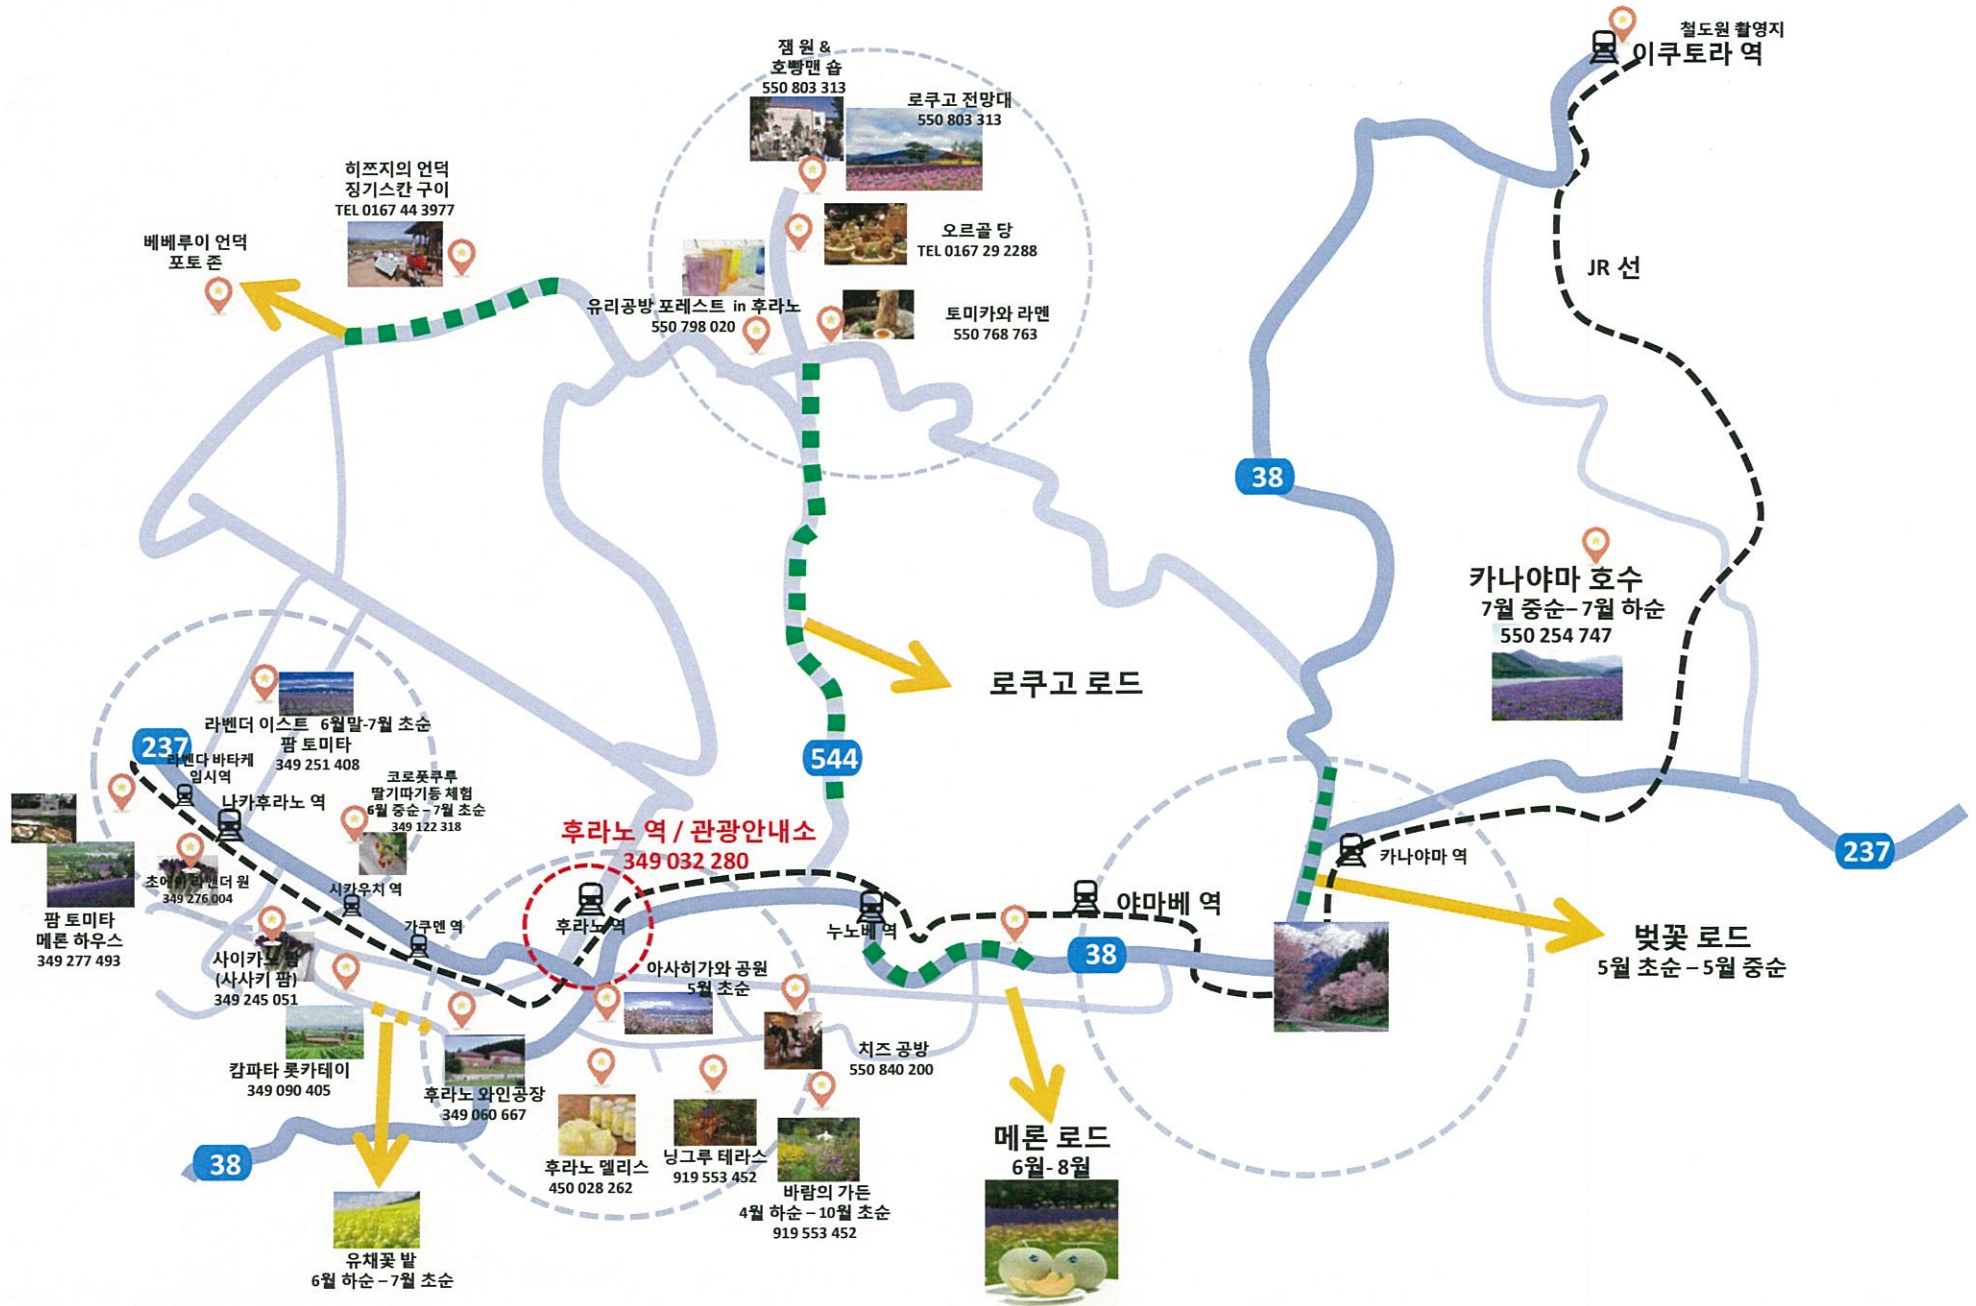 철도원 촬영지
이쿠토라 역
잼 원 &
호빵맨 숍
550 803 313
로쿠고 전망대
550 803 313
히쯔지의 언덕
징기스칸 구이
TEL 0167 44 3977
베베루이 언덕
포토 존
오르골 당
TEL 0167 29 2288
유리공방 포레스트 in 후라노
550 798 020
토미카와 라멘
550 768 763
JR 선
38
카나야마 호수
7월 중순– 7월 하순
550 254 747
로쿠고 로드
544
237
라벤더 이스트 6월말-7월 초순
팜 토미타
349 251 408
라벤다 바타케
임시역
나카후라노 역
코로폿쿠루
딸기따기등 체험
6월 중순 – 7월 초순
349 122 318
후라노 역 / 관광안내소
349 032 280
카나야마 역
237
초에이 라벤더 원
349 276 004
시카우치 역
팜 토미타
메론 하우스
349 277 493
가쿠덴 역
후라노 역
누노베 역
야마베 역
38
벚꽃 로드
5월 초순 – 5월 중순
사이카노 팜
(사사키 팜)
349 245 051
아사히가와 공원
5월 초순
치즈 공방
550 840 200
캄파타 롯카테이
349 090 405
후라노 와인공장
349 060 667
38
후라노 델리스
450 028 262
닝그루 테라스
919 553 452
바람의 가든
4월 하순 – 10월 초순
919 553 452
메론 로드
6월- 8월
유채꽃 밭
6월 하순 – 7월 초순